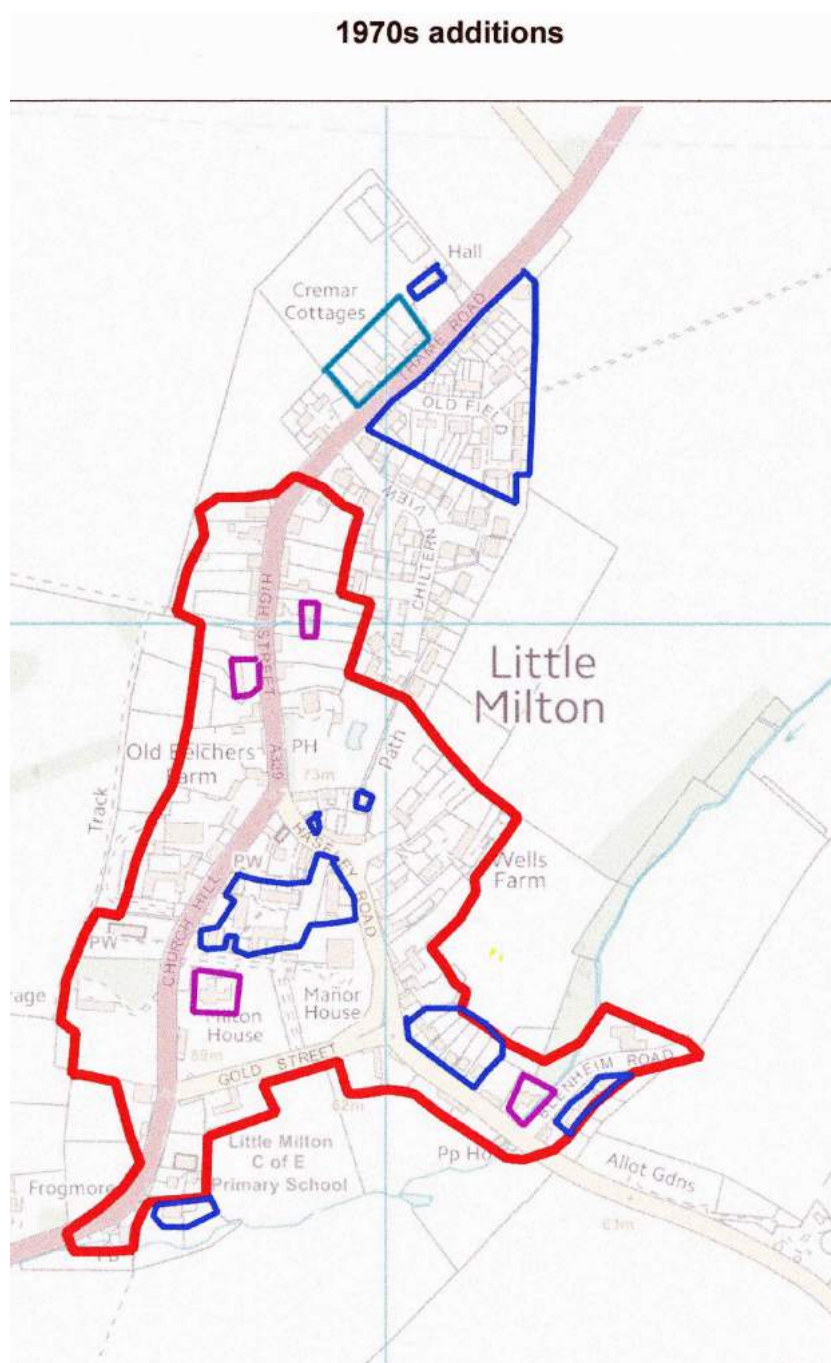 1970s additions
Hall
Cremar
Cottages
THAME ROAD
OLD FIELD
VIEW
CHILTERN
HIGH STREET
Little
Milton
Old Belchers
Farm
PH
A329
73m
Path
Track
HASELEY ROAD
PW
Wells
Farm
CHURCH HILL
PW
Milton
House
Manor
House
GOLD STREET
62m
BLENHEIM ROAD
Little Milton
C of E
Primary School
Pp Ho
Allot Gdns
Frogmore
63m